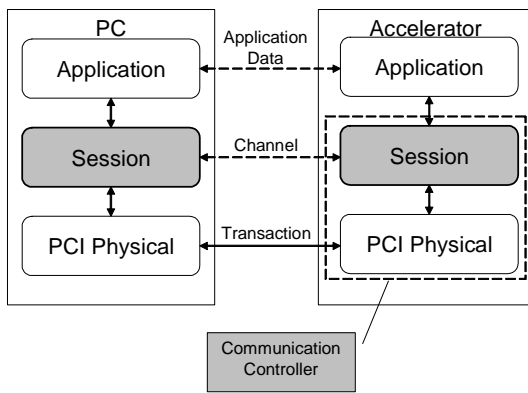 PC
Accelerator
Application
Application
Data
Application
Session
Channel
Session
PCI Physical
Transaction
PCI Physical
Communication
Controller